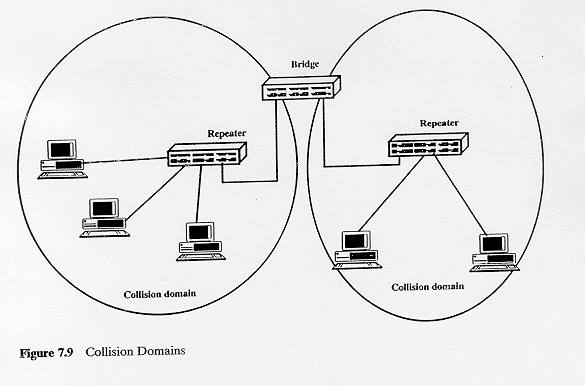 Bridge
Repeater
Repeater
Collision domain
Collision domain
Figure 7.9 Collision Domains